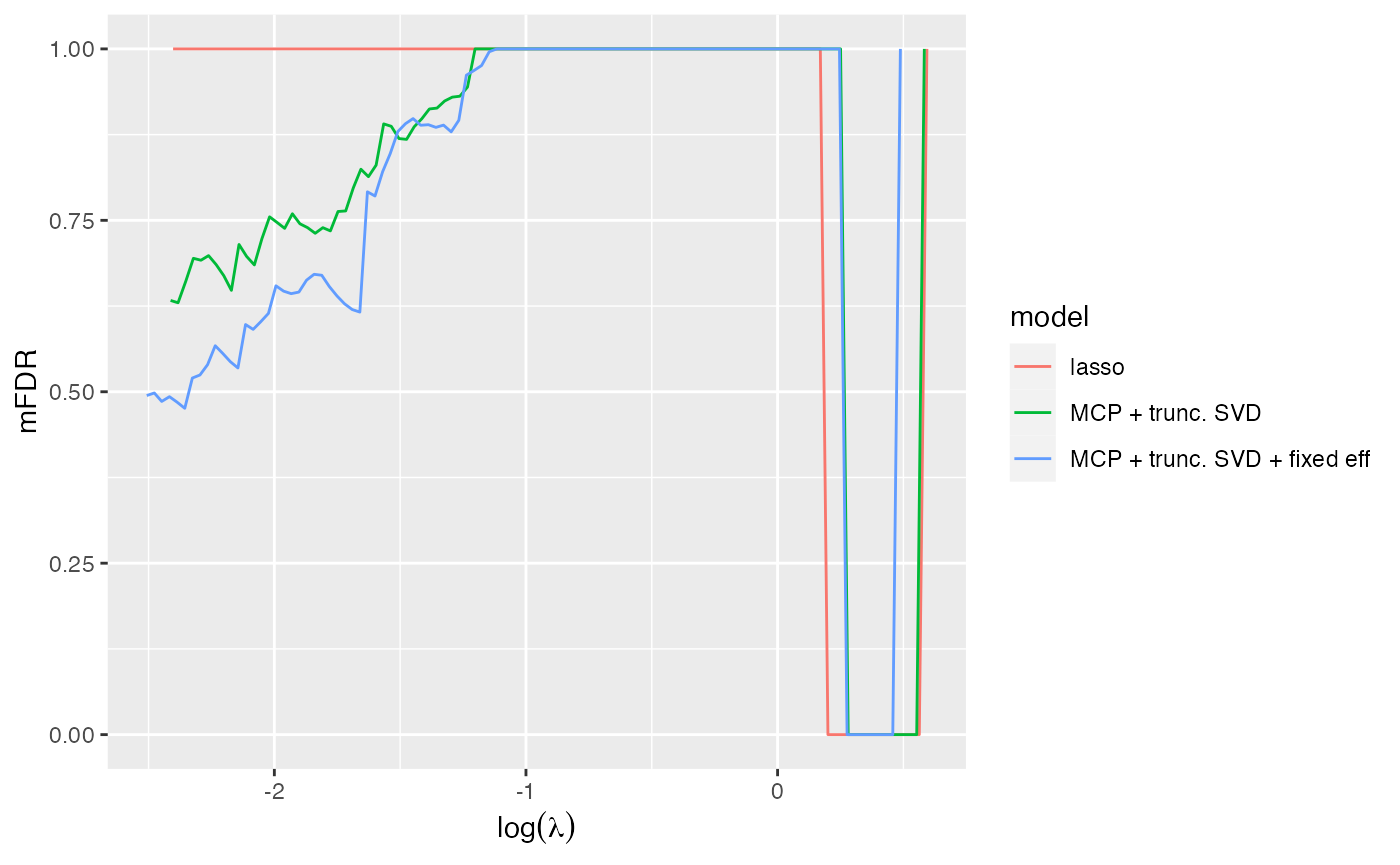 mFDR
1.00
0.75
0.50
0.25
0.00
-2
-1
0
log(λ)
model
lasso
MCP + trunc. SVD
MCP + trunc. SVD + fixed eff